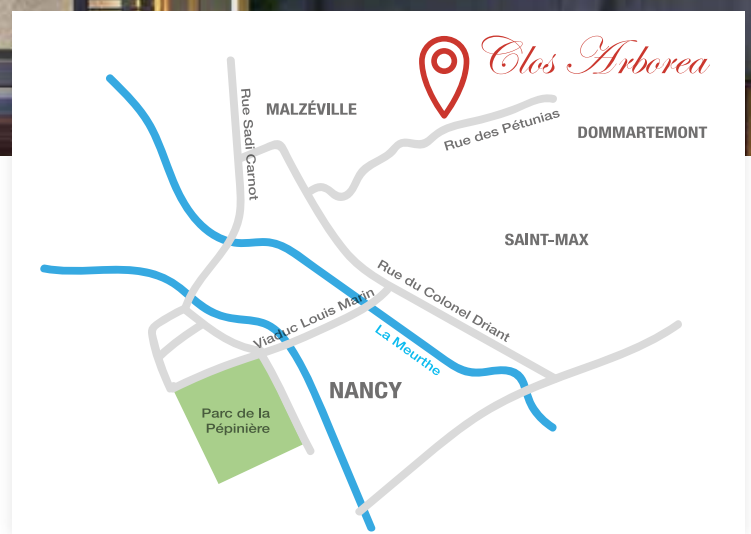 Clos Arborea
MALZÉVILLE
Rue Sadi Carnot
Rue des Pétunias
DOMMARTEMONT
SAINT-MAX
Rue du Colonel Driant
Viaduc Louis Marin
La Meurthe
NANCY
Parc de la
Pépinière